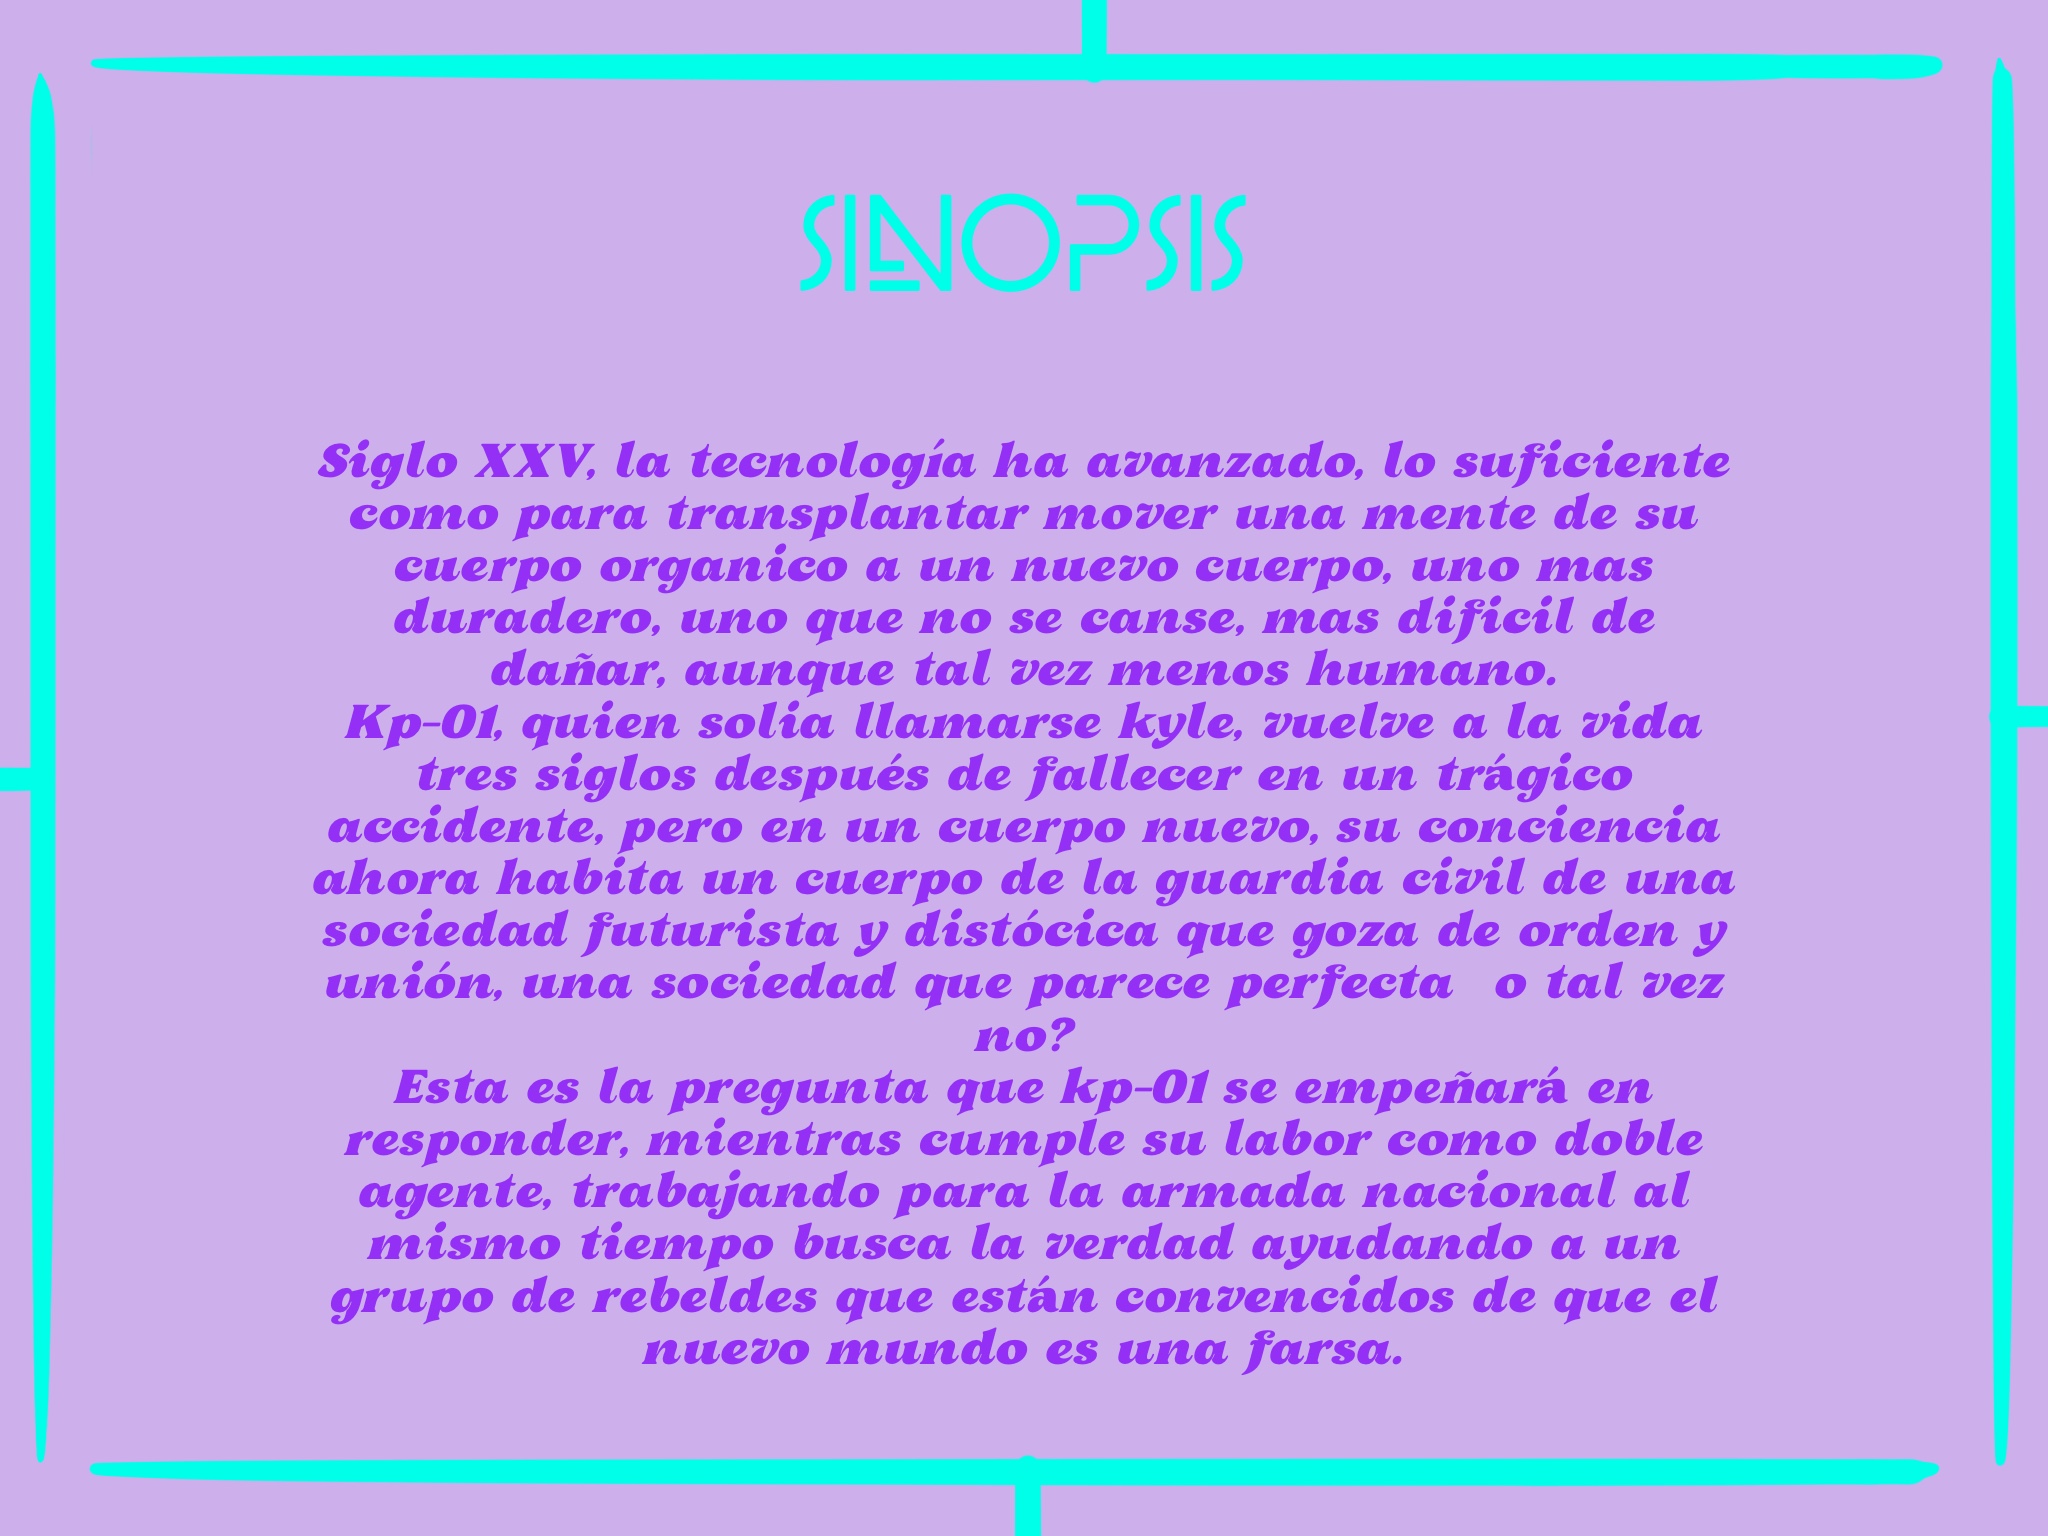 SINOPSIS
Siglo XXV, la tecnología ha avanzado, lo suficiente
como para transplantar mover una mente de su
cuerpo organico a un nuevo cuerpo, uno mas
duradero, uno que no se canse, mas dificil de
dañar, aunque tal vez menos humano.
Kp-01, quien solia llamarse kyle, vuelve a la vida
tres siglos después de fallecer en un trágico
accidente, pero en un cuerpo nuevo, su conciencia
ahora habita un cuerpo de la guardia civil de una
sociedad futurista y distócica que goza de orden y
unión, una sociedad que parece perfecta  o tal vez
no?
Esta es la pregunta que kp-01 se empeñará en
responder, mientras cumple su labor como doble
agente, trabajando para la armada nacional al
mismo tiempo busca la verdad ayudando a un
grupo de rebeldes que están convencidos de que el
nuevo mundo es una farsa.